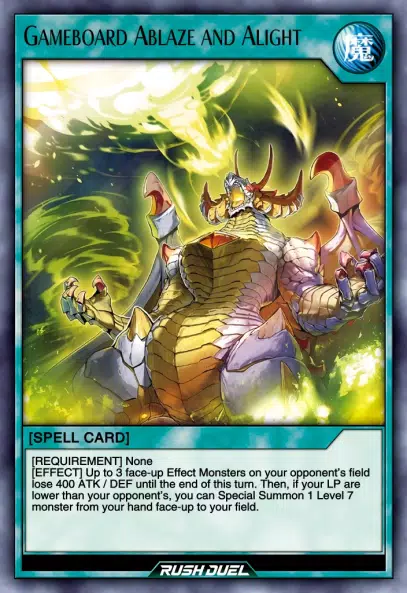 Gameboard Ablaze and Alight
魔
[SPELL CARD]
[REQUIREMENT] None
[EFFECT] Up to 3 face-up Effect Monsters on your opponent's field
lose 400 ATK / DEF until the end of this turn. Then, if your LP are
lower than your opponent's, you can Special Summon 1 Level 7
monster from your hand face-up to your field.
RUSH DUEL